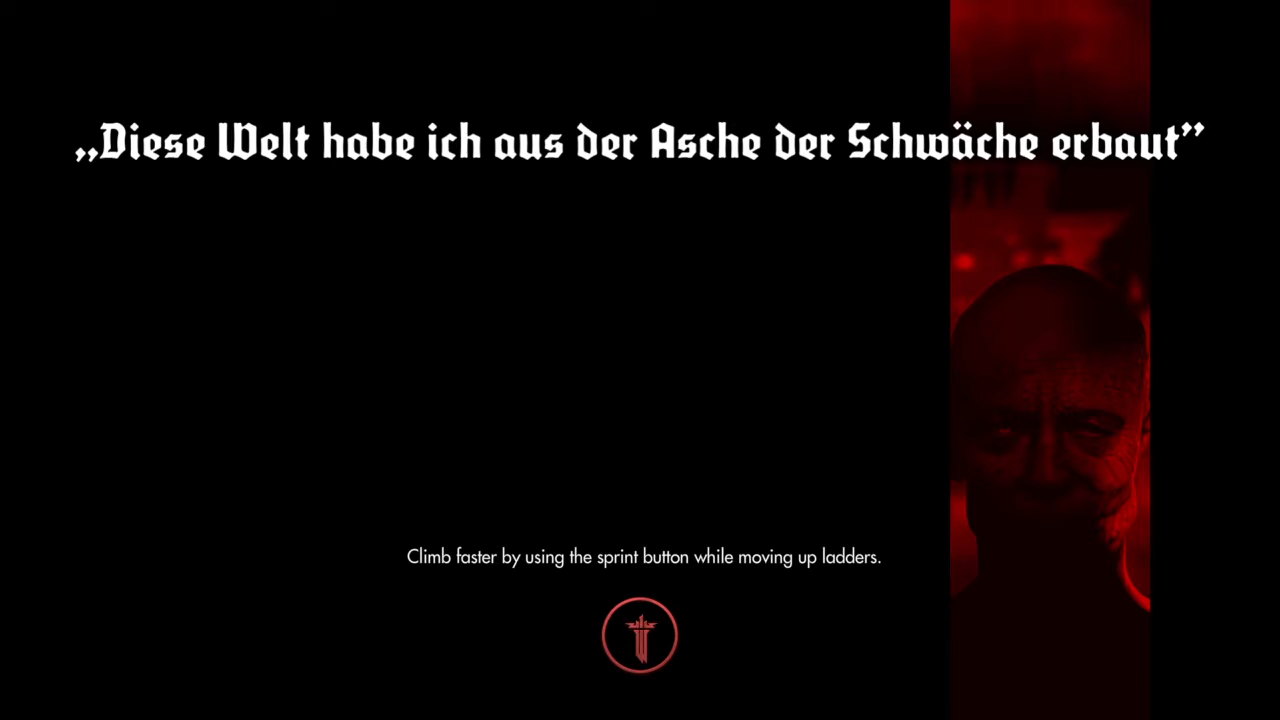 „Diese Welt habe ich aus der Asche der Schwäche erbaut”
Climb faster by using the sprint button while moving up ladders.